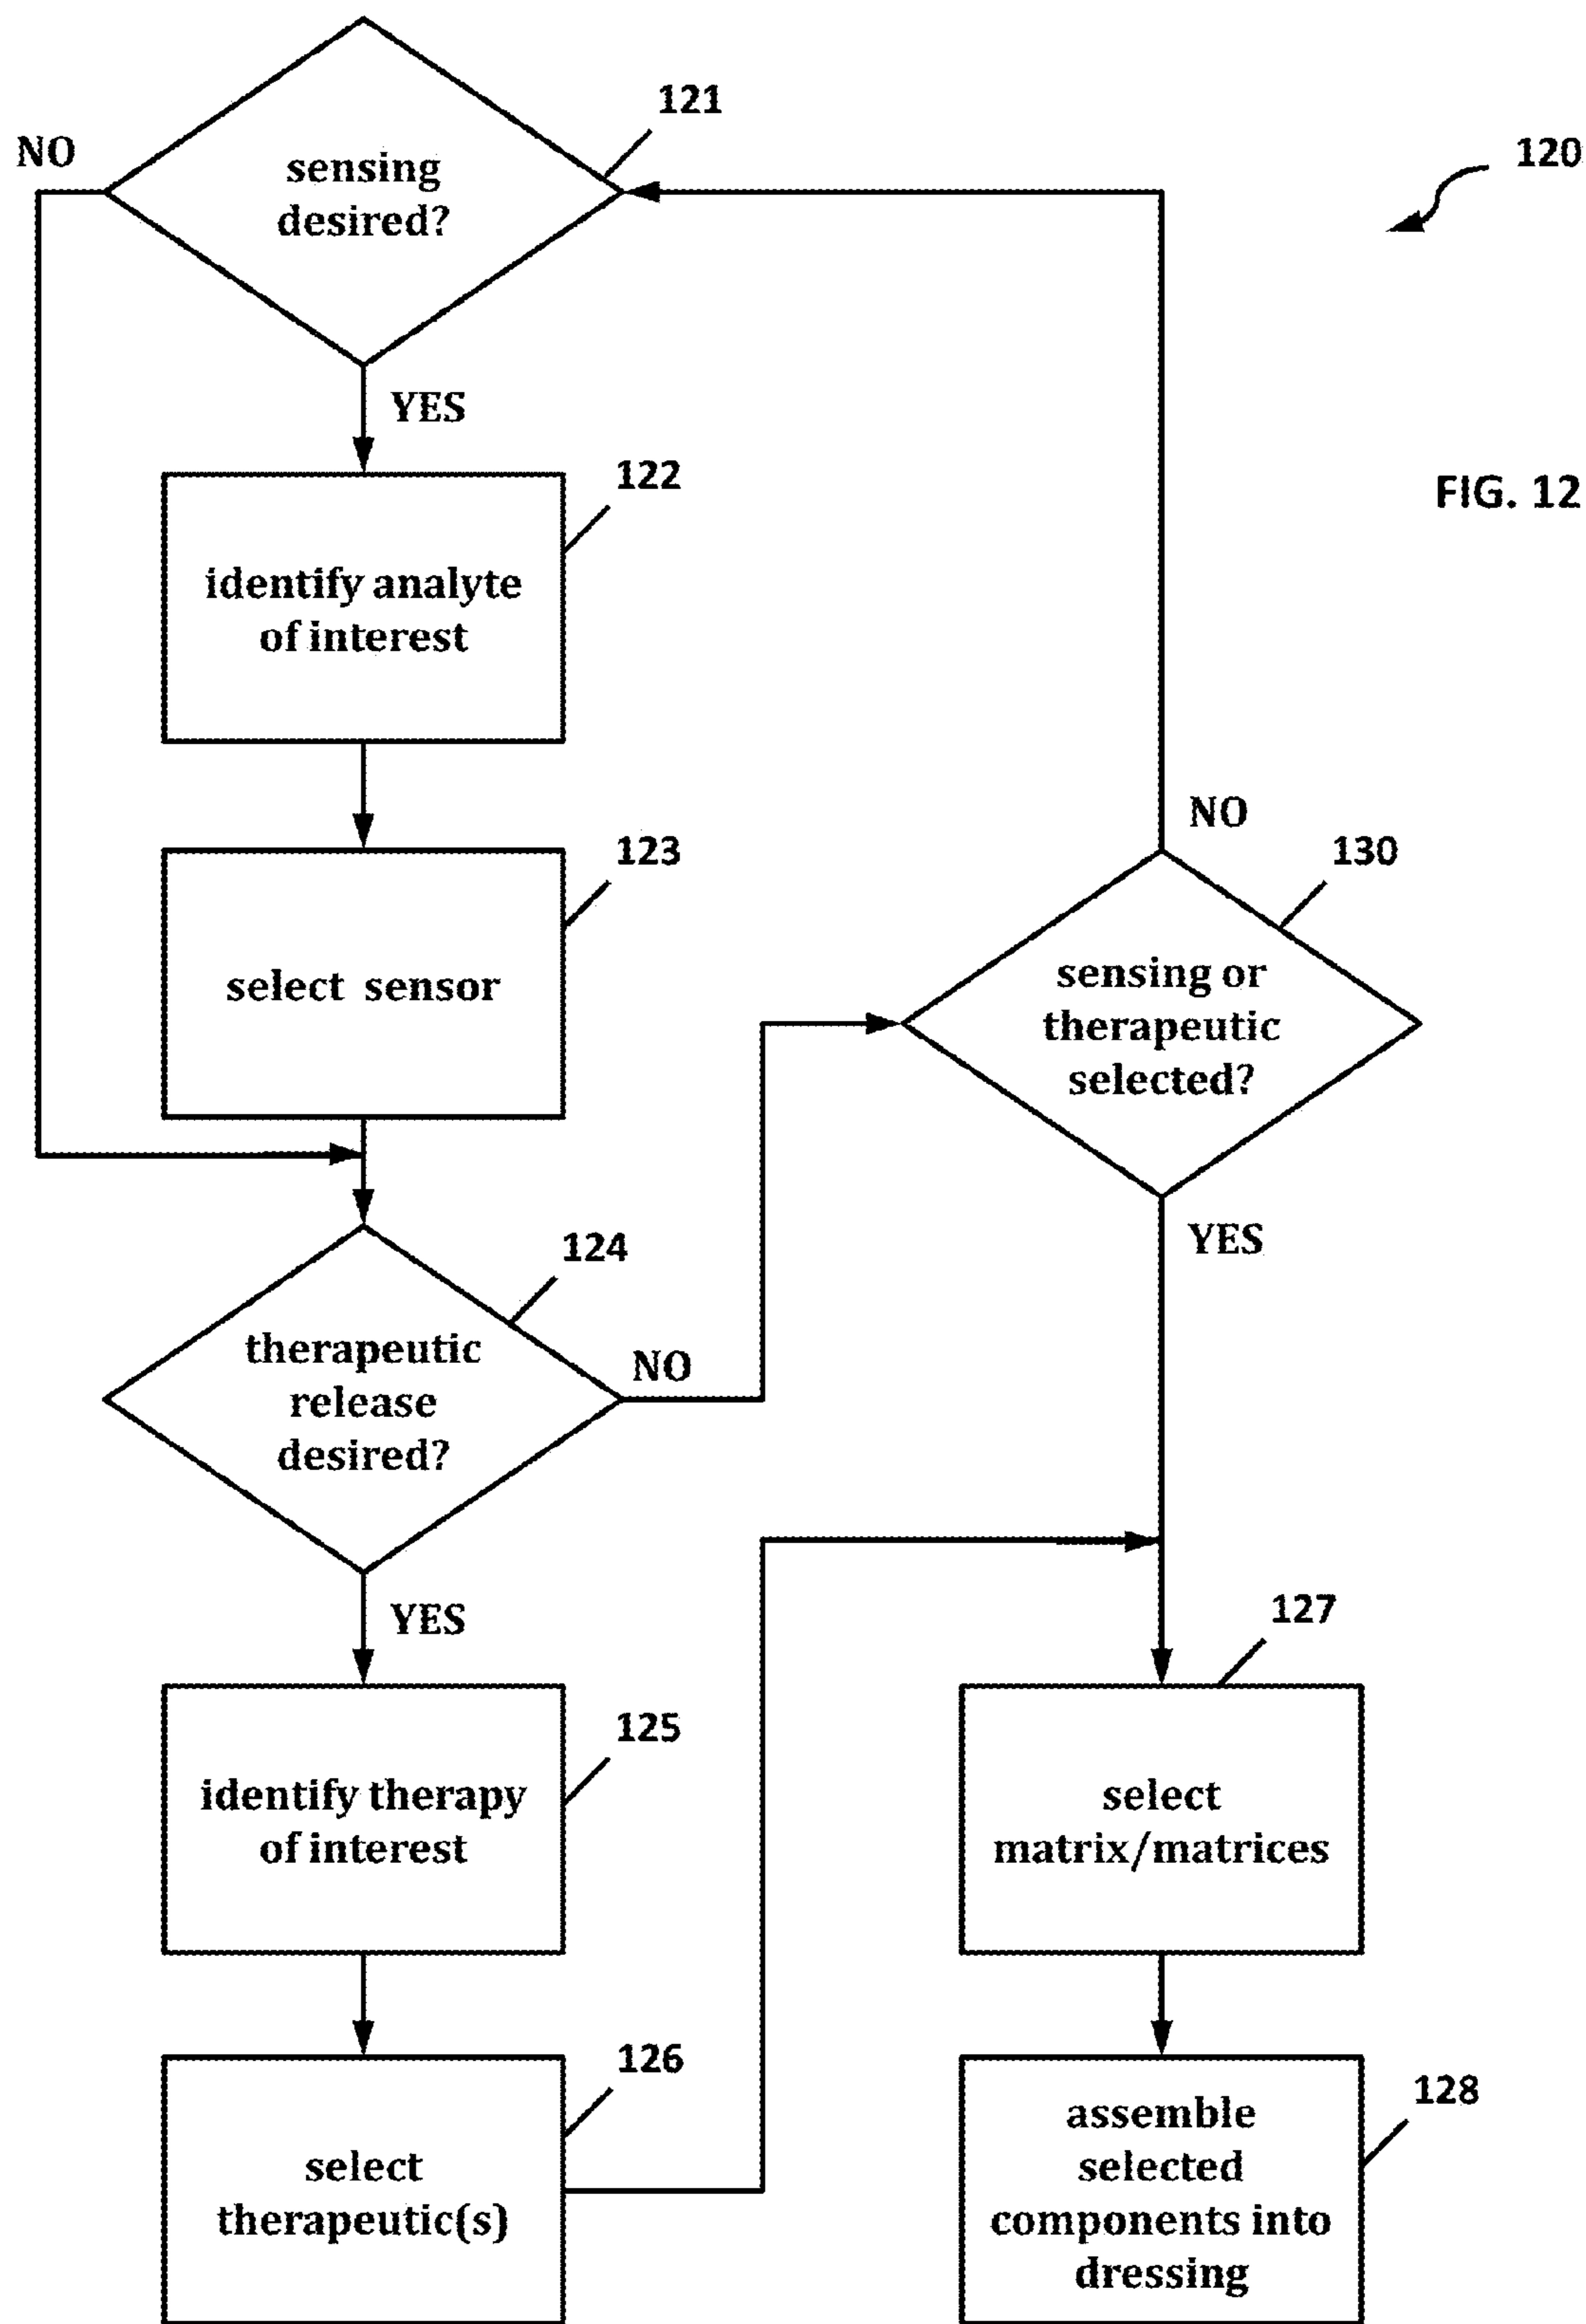 121
NO
sensing
desired?
120
YES
122
FIG. 12
identify analyte
of interest
123
select sensor
NO
130
sensing or
therapeutic
selected?
YES
124
therapeutic
release
desired?
NO
YES
127
125
identify therapy
of interest
select
matrix/matrices
126
select
therapeutic(s)
128
assemble
selected
components into
dressing